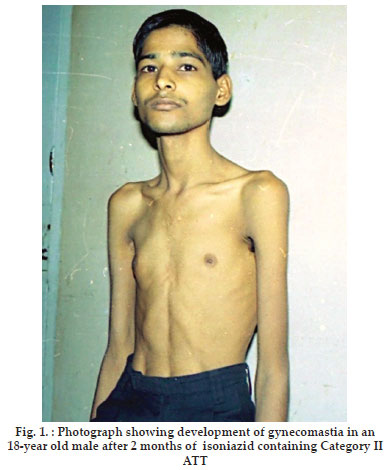 Fig. 1. : Photograph showing development of gynecomastia in an
18-year old male after 2 months of isoniazid containing Category II
ATT